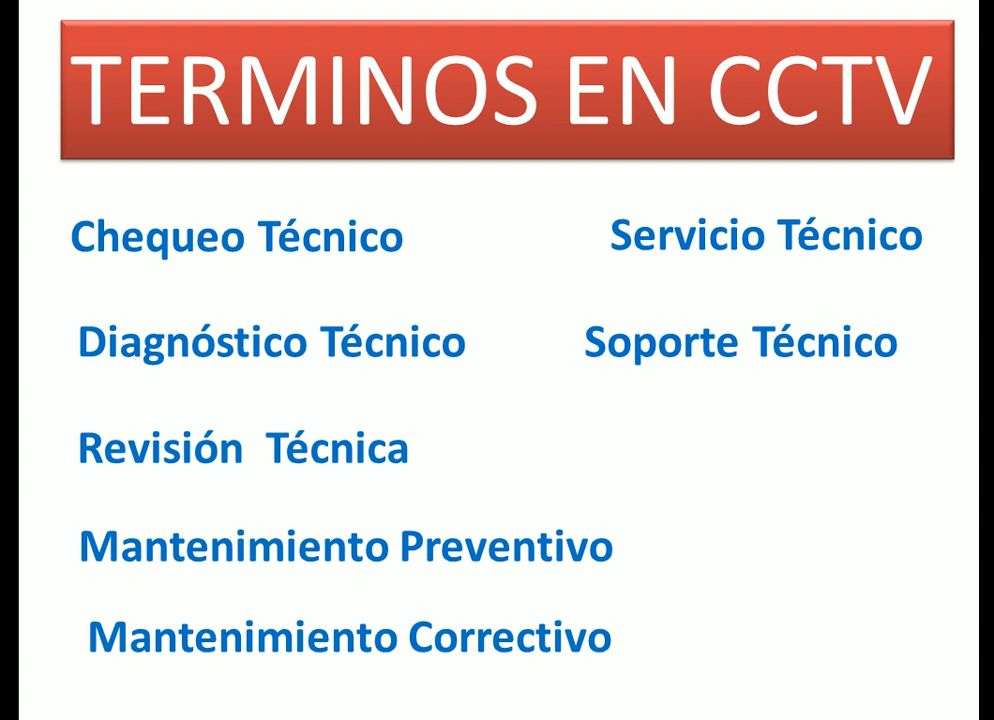 TERMINOS EN CCTV
Chequeo Técnico
Servicio Técnico
Diagnóstico Técnico
Soporte Técnico
Revisión Técnica
Mantenimiento Preventivo
Mantenimiento Correctivo